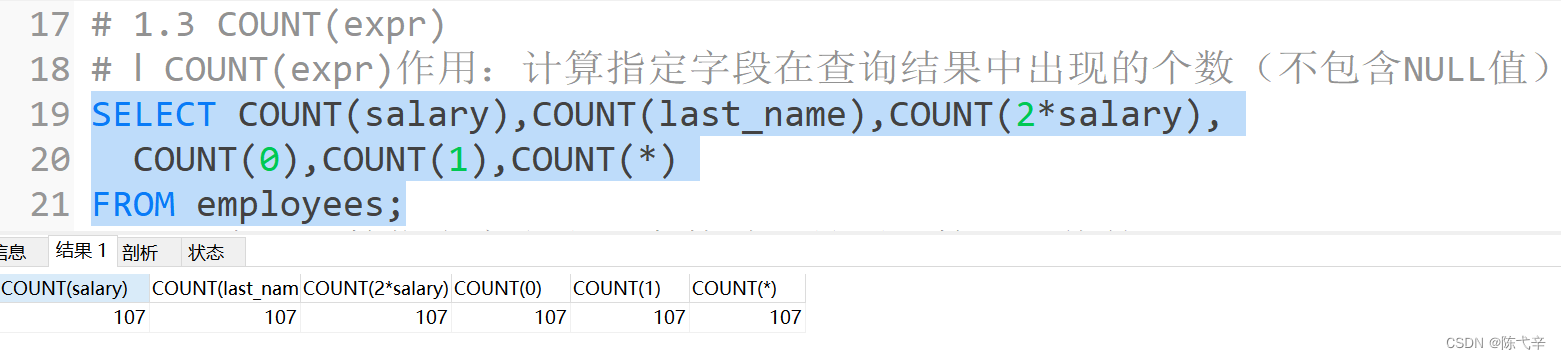 17 # 1.3 COUNT(expr)
18 # l COUNT(expr)作用：计算指定字段在查询结果中出现的个数（不包含NULL值）
19 SELECT COUNT(salary),COUNT(last_name),COUNT(2*salary),
20 COUNT(0),COUNT(1),COUNT(*)
21 FROM employees;
信息 结果 1 剖析 状态
COUNT(salary) COUNT(last_nam COUNT(2*salary) COUNT(0) COUNT(1) COUNT(*)
107 107 107 107 107 107
CSDN @陈弋辛